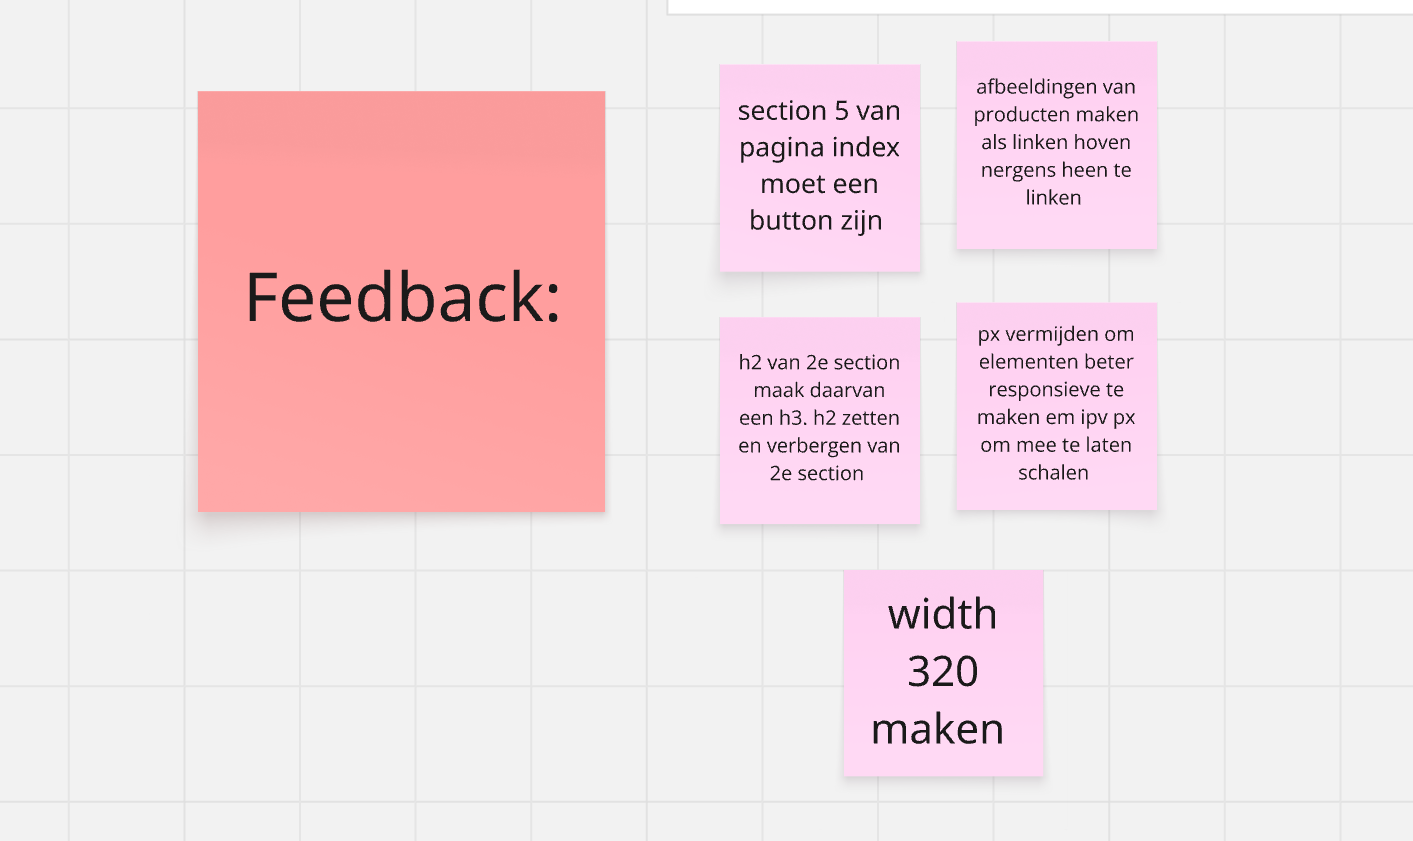 Feedback:
section 5 van
pagina index
moet een
button zijn
afbeeldingen van
producten maken
als linken hoven
nergens heen te
linken
h2 van 2e section
maak daarvan
een h3. h2 zetten
en verbergen van
2e section
px vermijden om
elementen beter
responsieve te
maken em ipv px
om mee te laten
schalen
width
320
maken